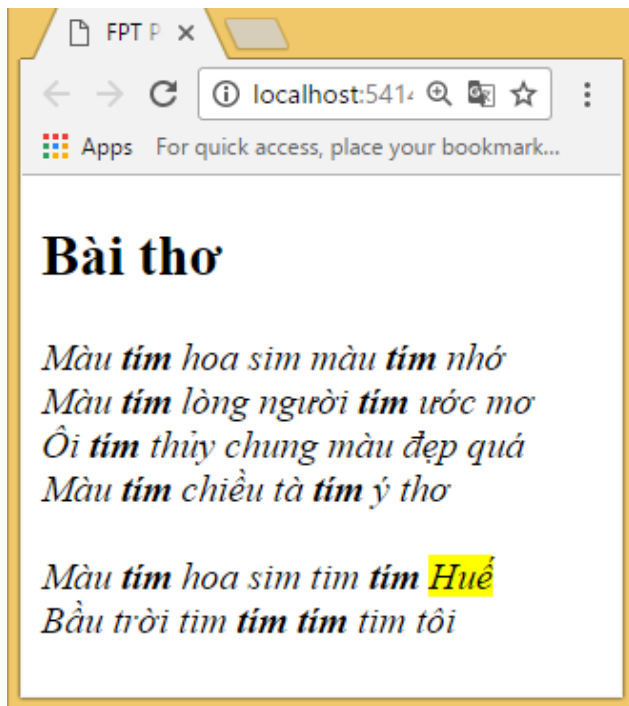 FPT P
localhost:5414
Apps For quick access, place your bookmark...
Bài thơ
Màu tím hoa sim màu tím nhớ
Màu tím lòng người tím ước mơ
Ôi tím thủy chung màu đẹp quá
Màu tím chiều tà tím ý thơ
Màu tím hoa sim tim tím Huế
Bầu trời tim tím tím tim tôi